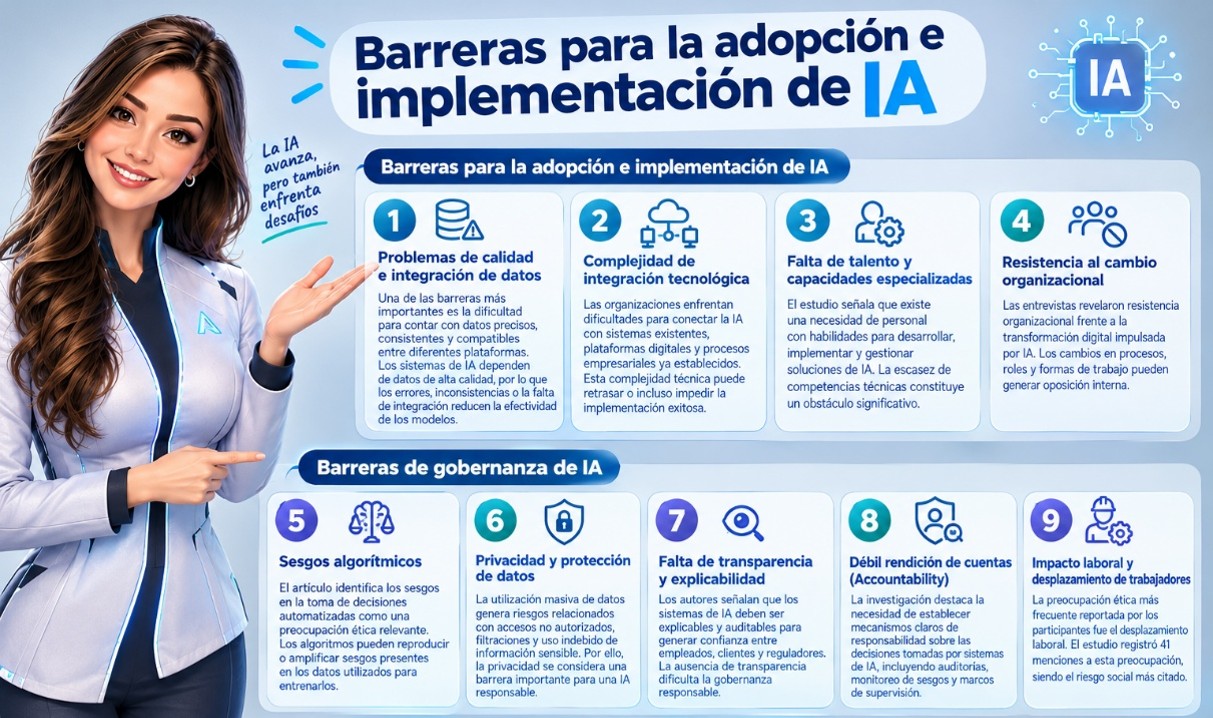 Barreras para la adopción e
implementación de IA
IA
La IA
avanza,
pero también
enfrenta
desafíos
Barreras para la adopción e implementación de IA
1
Problemas de calidad
e integración de datos
Una de las barreras más
importantes es la dificultad
para contar con datos precisos,
consistentes y compatibles
entre diferentes plataformas.
Los sistemas de IA dependen
de datos de alta calidad, por lo que
los errores, inconsistencias o la falta
de integración reducen la efectividad
de los modelos.
2
Complejidad de
integración tecnológica
Las organizaciones enfrentan
dificultades para conectar la IA
con sistemas existentes,
plataformas digitales y procesos
empresariales ya establecidos.
Esta complejidad técnica puede
retrasar o incluso impedir la
implementación exitosa.
3
Falta de talento y
capacidades especializadas
El estudio señala que existe
una necesidad de personal
con habilidades para desarrollar,
implementar y gestionar
soluciones de IA. La escasez de
competencias técnicas constituye
un obstáculo significativo.
4
Resistencia al cambio
organizacional
Las entrevistas revelaron resistencia
organizacional frente a la
transformación digital impulsada
por IA. Los cambios en procesos,
roles y formas de trabajo pueden
generar oposición interna.
Barreras de gobernanza de IA
5
Sesgos algorítmicos
El artículo identifica los sesgos
en la toma de decisiones
automatizadas como una
preocupación ética relevante.
Los algoritmos pueden reproducir
o amplificar sesgos presentes
en los datos utilizados para
entrenarlos.
6
Privacidad y protección
de datos
La utilización masiva de datos
genera riesgos relacionados
con accesos no autorizados,
filtraciones y uso indebido de
información sensible. Por ello,
la privacidad se considera una
barrera importante para una IA
responsable.
7
Falta de transparencia
y explicabilidad
Los autores señalan que los
sistemas de IA deben ser
explicables y auditables para
generar confianza entre
empleados, clientes y reguladores.
La ausencia de transparencia
dificulta la gobernanza
responsable.
8
Débil rendición de cuentas
(Accountability)
La investigación destaca la
necesidad de establecer
mecanismos claros de
responsabilidad sobre las
decisiones tomadas por sistemas
de IA, incluyendo auditorías,
monitoreo de sesgos y marcos
de supervisión.
9
Impacto laboral y
desplazamiento de trabajadores
La preocupación ética más
frecuente reportada por los
participantes fue el desplazamiento
laboral. El estudio registró 41
menciones a esta preocupación,
siendo el riesgo social más citado.